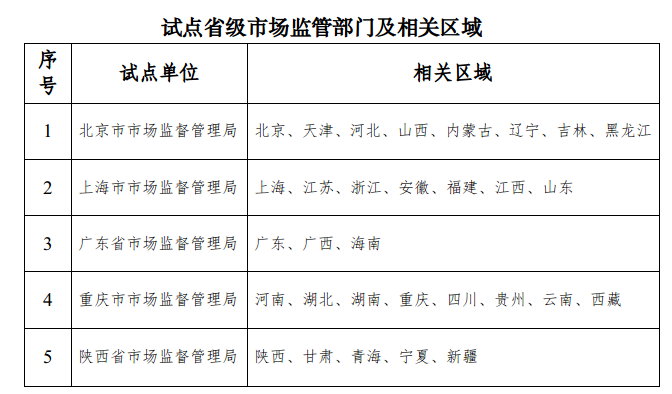 试点省级市场监管部门及相关区域
序号 试点单位 相关区域
1 北京市市场监督管理局 北京、天津、河北、山西、内蒙古、辽宁、吉林、黑龙江
2 上海市市场监督管理局 上海、江苏、浙江、安徽、福建、江西、山东
3 广东省市场监督管理局 广东、广西、海南
4 重庆市市场监督管理局 河南、湖北、湖南、重庆、四川、贵州、云南、西藏
5 陕西省市场监督管理局 陕西、甘肃、青海、宁夏、新疆